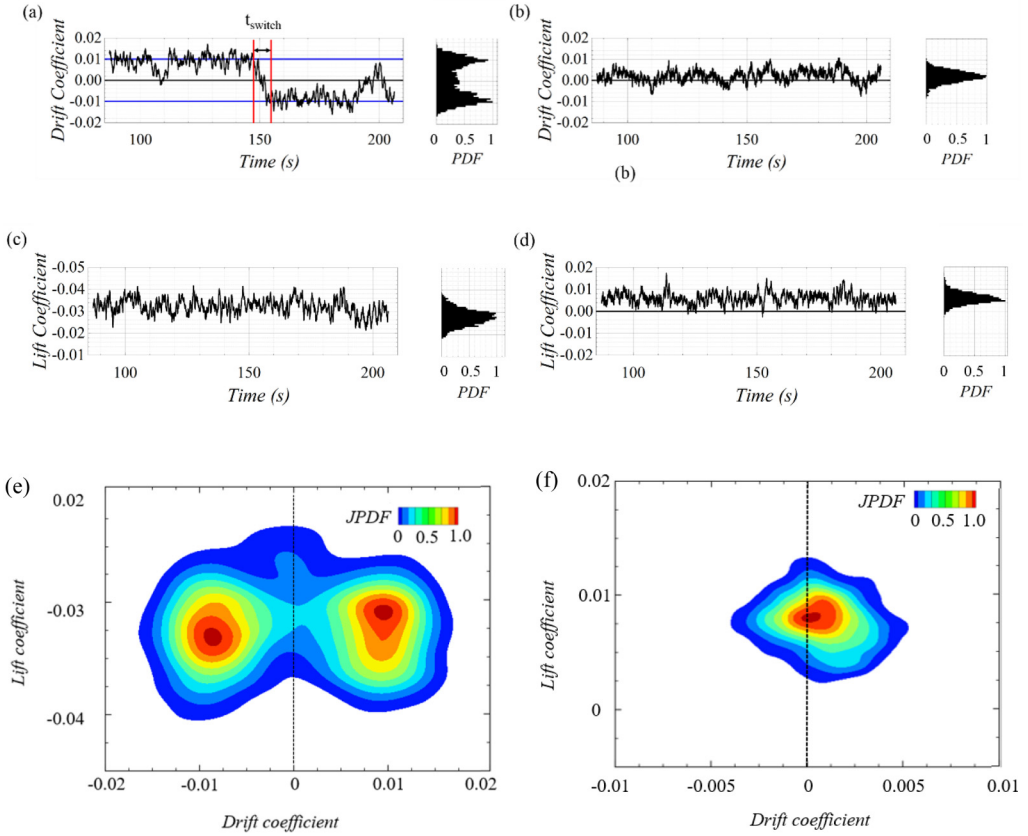 (a)
t_switch
Drift Coefficient
0.02
0.01
0.00
-0.01
-0.02
100 150 200
Time (s)
0 0.5 1
PDF
(b)
Drift Coefficient
0.02
0.01
0.00
-0.01
-0.02
100 150 200
Time (s)
0 0.5 1
PDF
(b)
(c)
Lift Coefficient
-0.05
-0.04
-0.03
-0.02
-0.01
100 150 200
Time (s)
0 0.5 1
PDF
(d)
Lift Coefficient
0.02
0.01
0.00
-0.01
-0.02
100 150 200
Time (s)
0 0.5 1
PDF
(e)
Lift coefficient
0.02
-0.03
-0.04
JPDF
0 0.5 1.0
-0.02 -0.01 0 0.01 0.02
Drift coefficient
(f)
Lift coefficient
0.02
0.01
0
JPDF
0 0.5 1.0
-0.01 -0.005 0 0.005 0.01
Drift coefficient